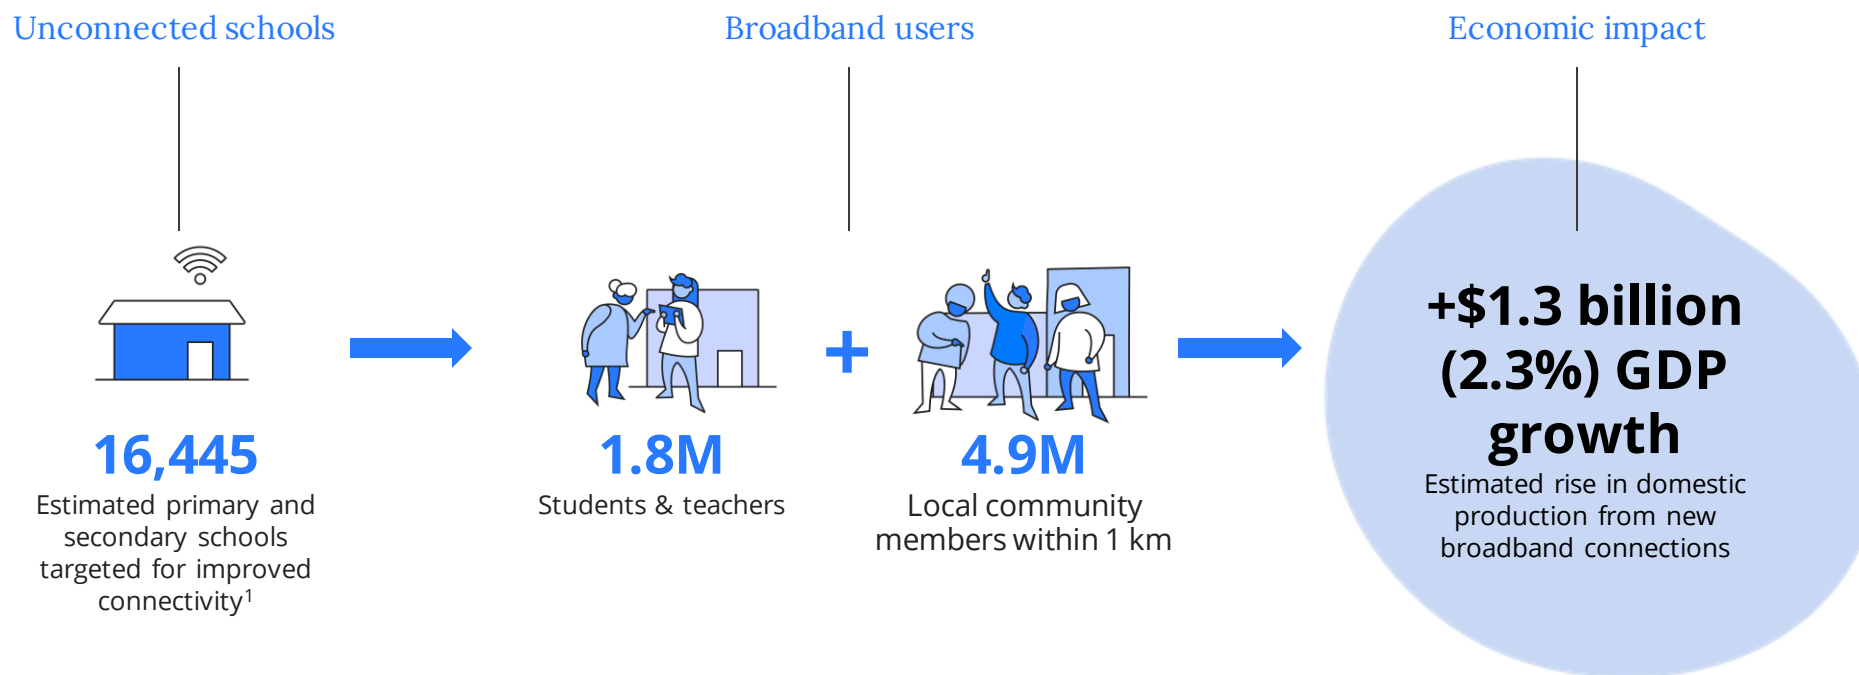 Unconnected schools
Broadband users
Economic impact
16,445
Estimated primary and
secondary schools
targeted for improved
connectivity¹
1.8M
Students & teachers
+
4.9M
Local community
members within 1 km
+$1.3 billion
(2.3%) GDP
growth
Estimated rise in domestic
production from new
broadband connections